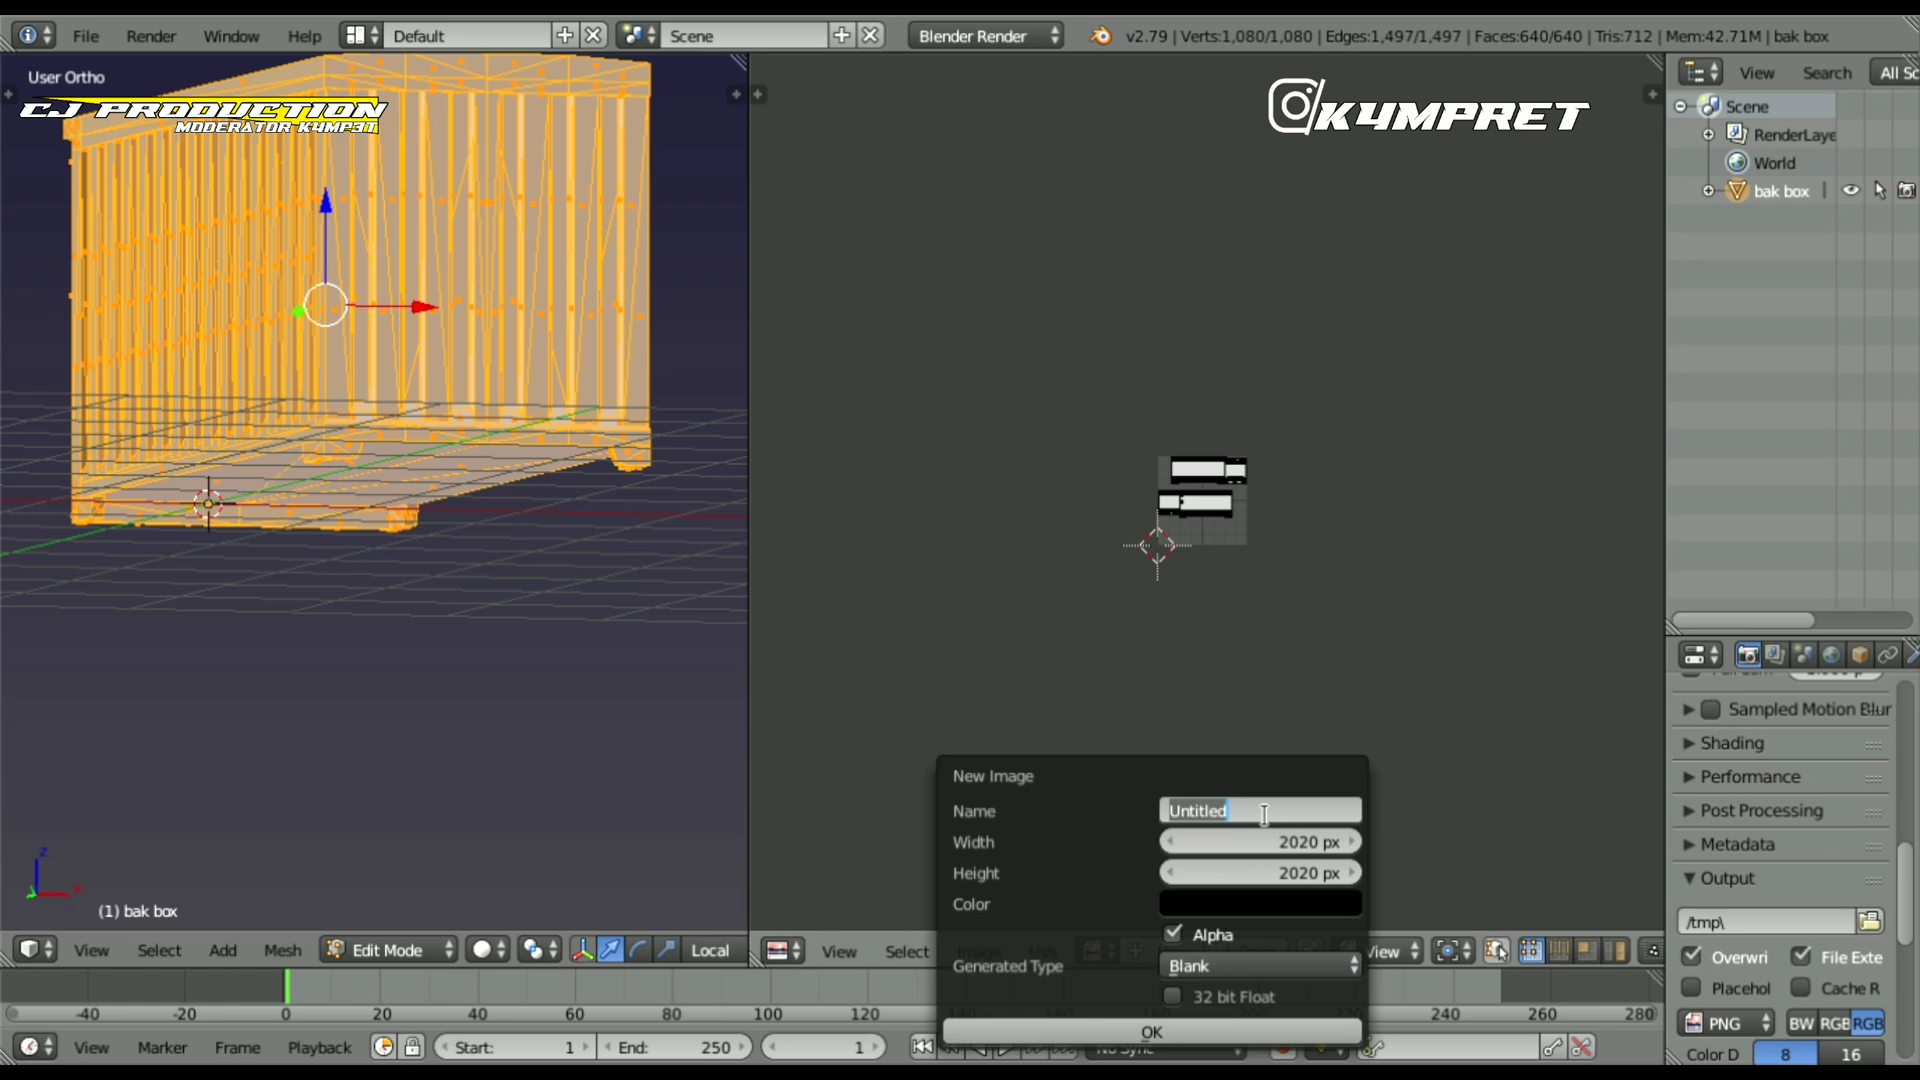 File Render Window Help Default Scene Blender Render v2.79 | Verts:1,080/1,080 | Edges:1,497/1,497 | Faces:640/640 | Tris:712 | Mem:42.71M | bak box
User Ortho
CJ PRODUCTION
MODERATOR K4MP3T
K4MPRET
View Search All Sc
Scene
RenderLaye
World
bak box
Sampled Motion Blur
Shading
Performance
Post Processing
Metadata
Output
/tmp\
Overwri File Exte
Placehol Cache R
PNG BW RGB RGB
Color D 8 16
New Image
Name Untitled
Width 2020 px
Height 2020 px
Color
Alpha
Generated Type Blank
32 bit Float
OK
z
x
(1) bak box
View Select Add Mesh Edit Mode Local
View Select View
-40 -20 0 20 40 60 80 100 120 240 260 280
View Marker Frame Playback Start: 1 End: 250 1 No Sync